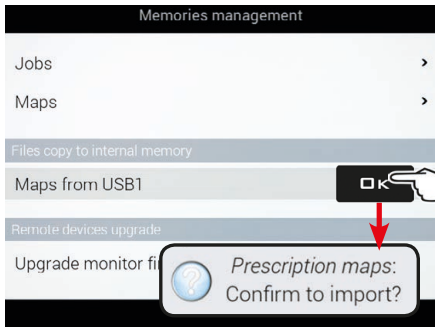 Memories management
Jobs
Maps
Files copy to internal memory
Maps from USB1
OK
Remote devices upgrade
Upgrade monitor fi
Prescription maps:
Confirm to import?